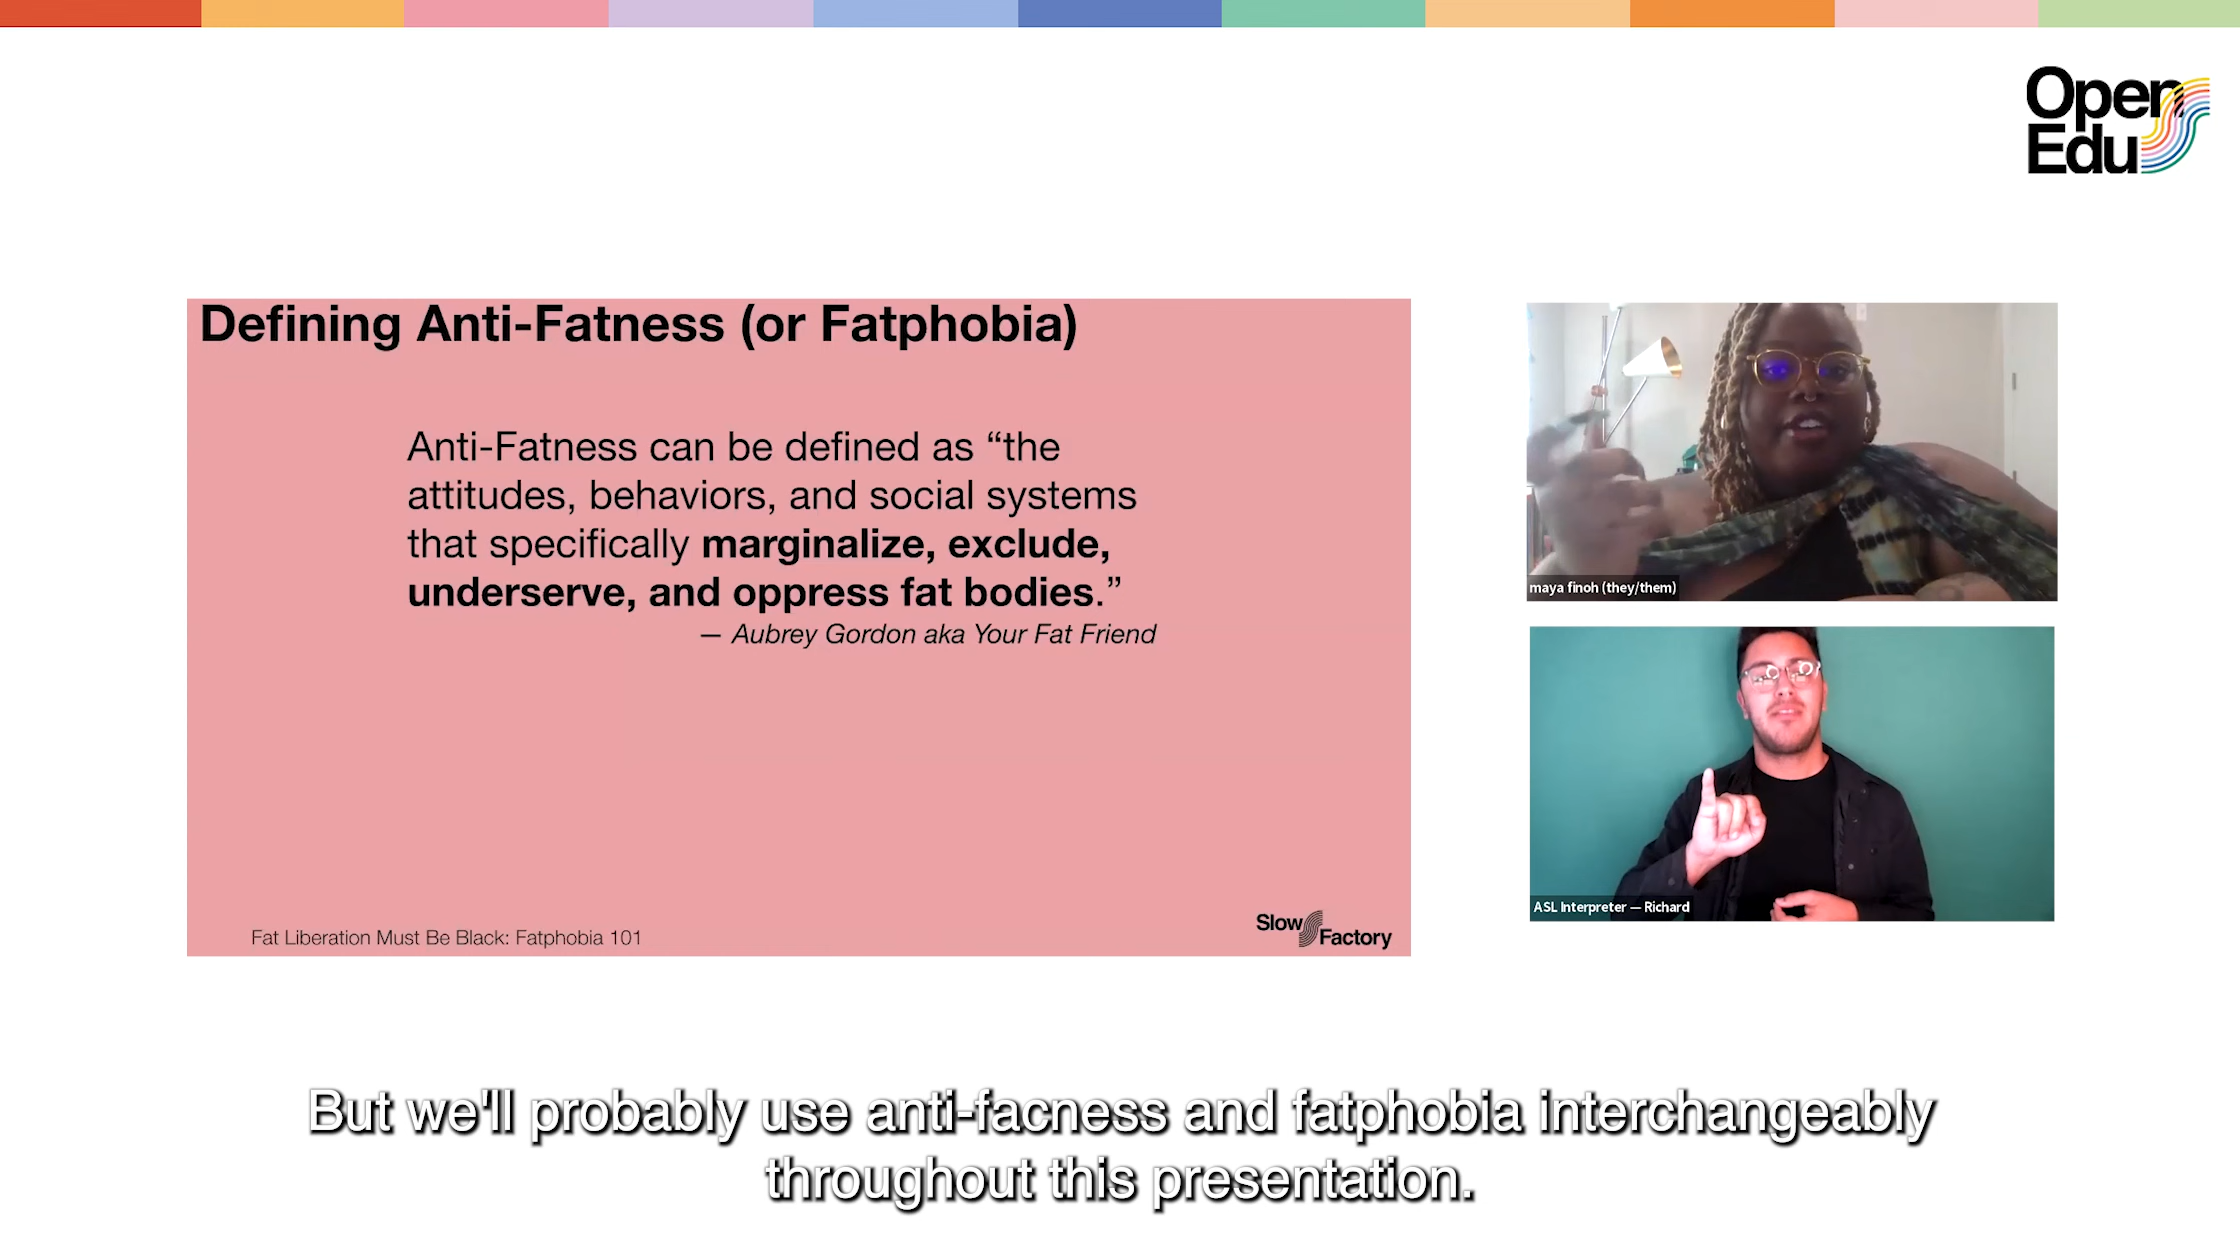 Open
Edu
Defining Anti-Fatness (or Fatphobia)
Anti-Fatness can be defined as “the
attitudes, behaviors, and social systems
that specifically marginalize, exclude,
underserve, and oppress fat bodies.”
— Aubrey Gordon aka Your Fat Friend
Fat Liberation Must Be Black: Fatphobia 101
Slow
Factory
maya finoh (they/them)
ASL Interpreter — Richard
But we'll probably use anti-facness and fatphobia interchangeably
throughout this presentation.